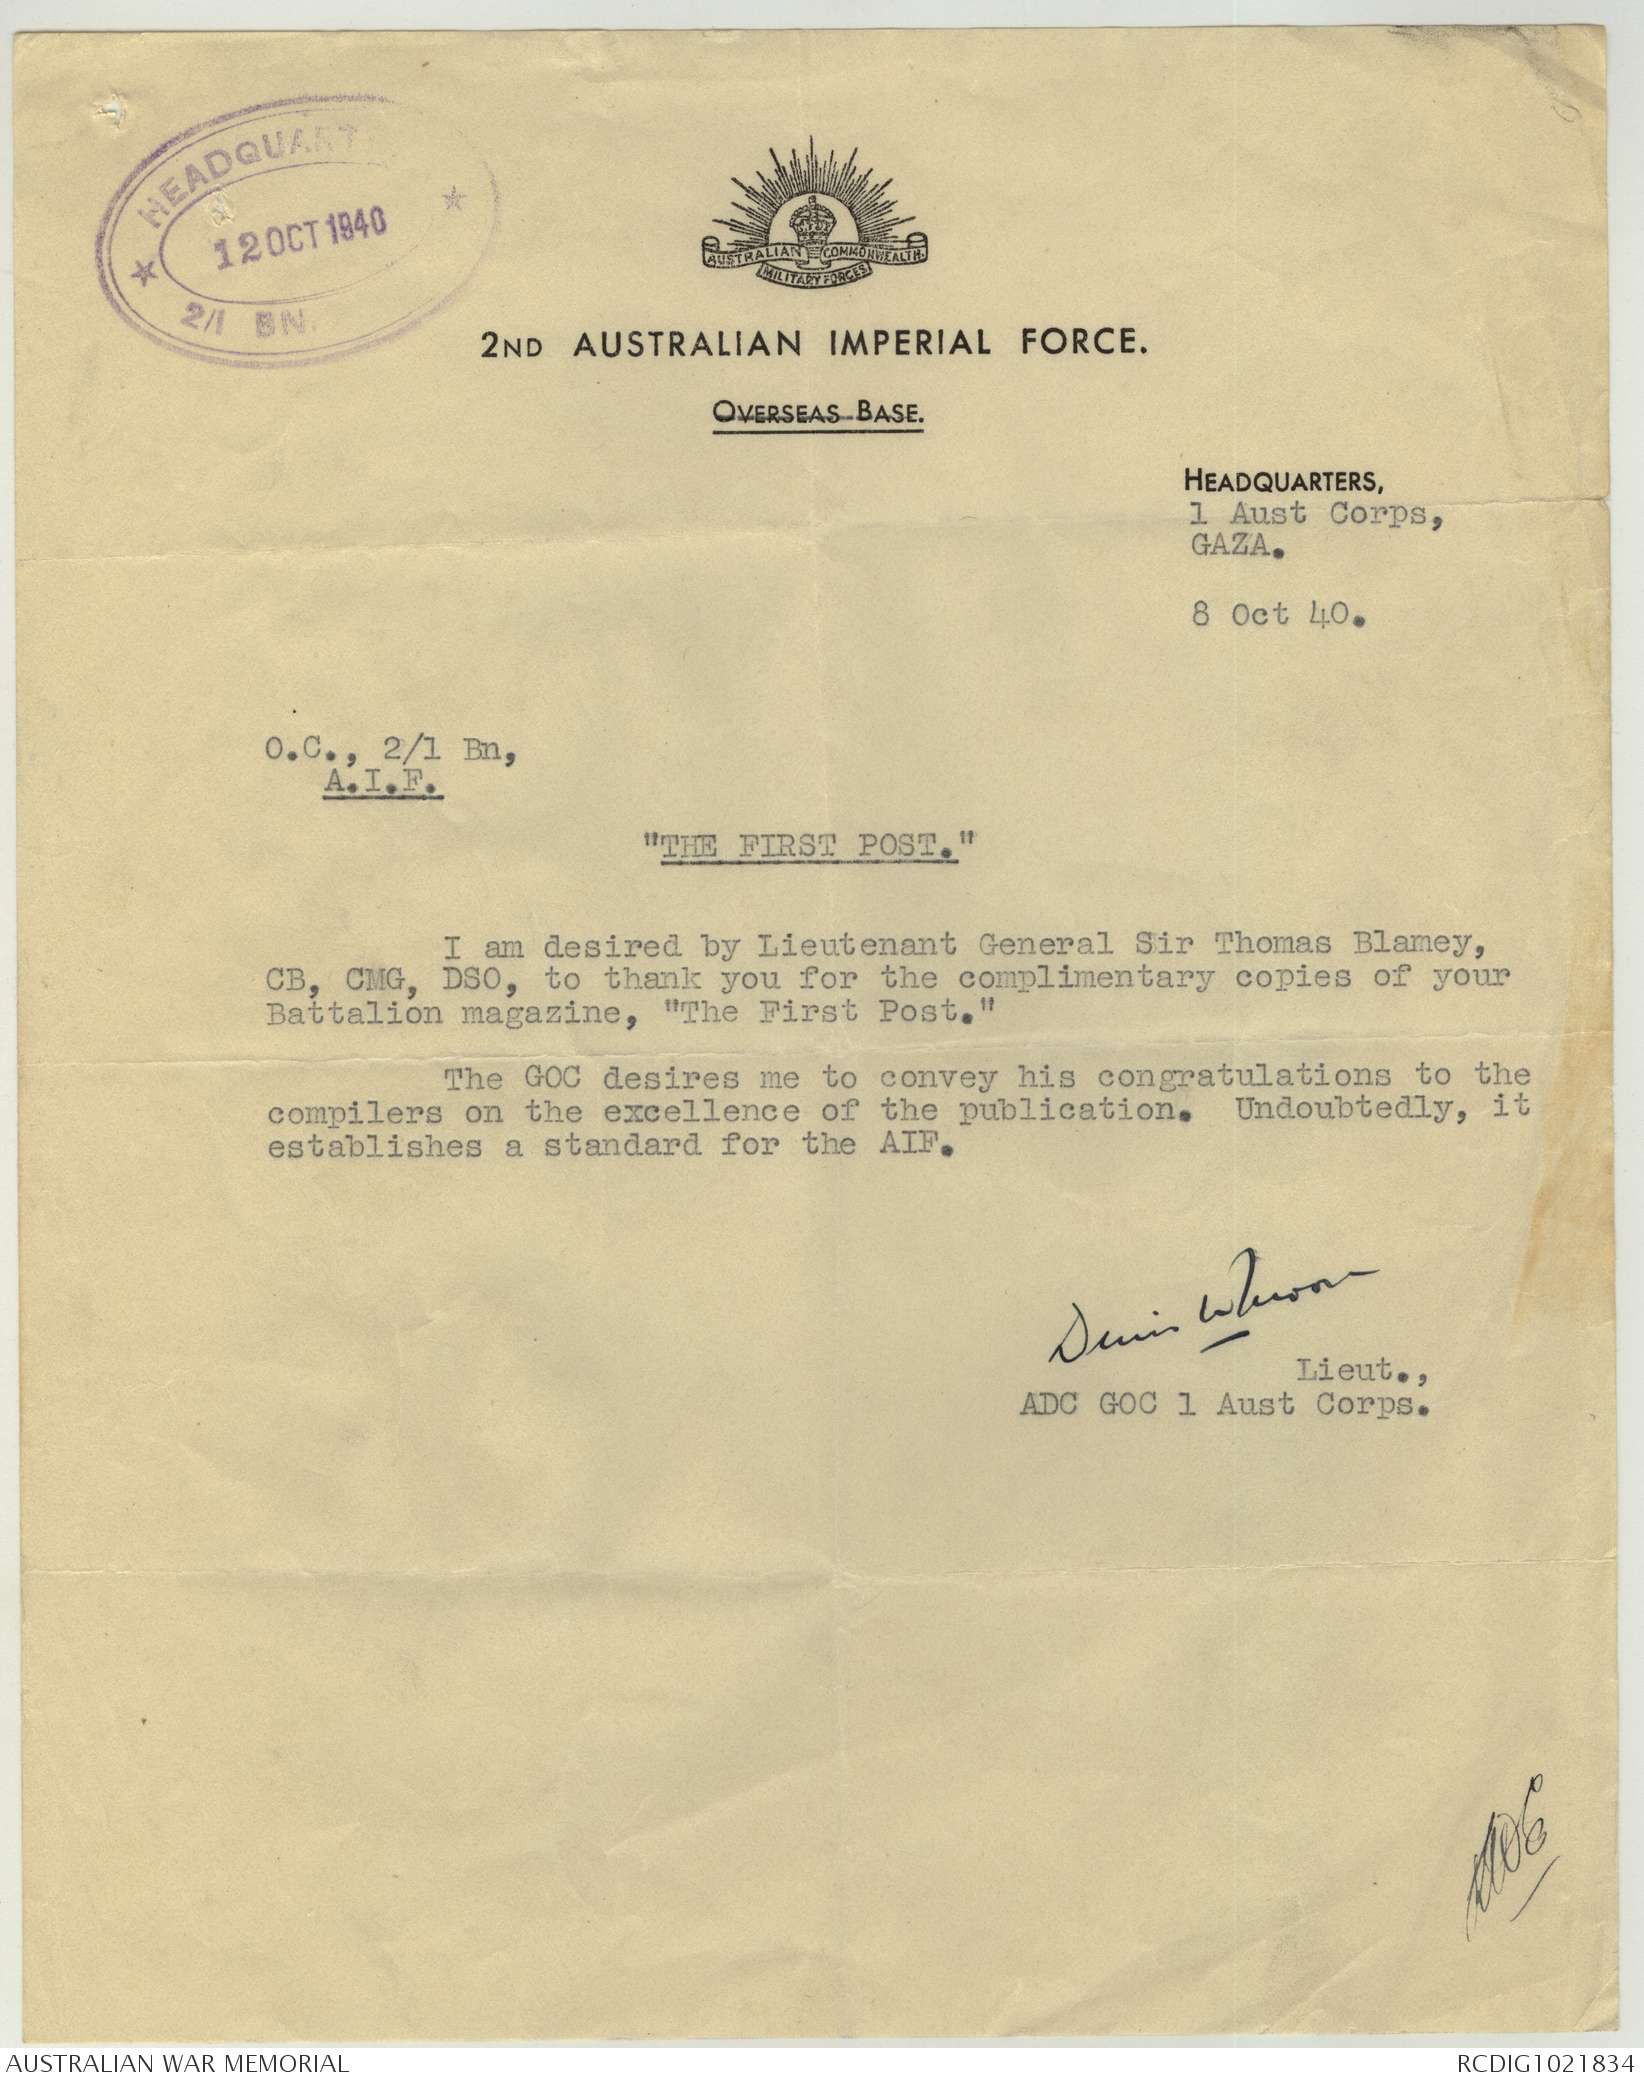 HEADQUART
12 OCT 1940
2/1 BN.
AUSTRALIAN COMMONWEALTH
MILITARY FORCES
2ND AUSTRALIAN IMPERIAL FORCE.
OVERSEAS BASE.
HEADQUARTERS,
1 Aust Corps,
GAZA.
8 Oct 40.
O.C., 2/1 Bn,
A.I.F.
"THE FIRST POST."
I am desired by Lieutenant General Sir Thomas Blamey,
CB, CMG, DSO, to thank you for the complimentary copies of your
Battalion magazine, "The First Post."
The GOC desires me to convey his congratulations to the
compilers on the excellence of the publication. Undoubtedly, it
establishes a standard for the AIF.
Lieut.,
ADC GOC 1 Aust Corps.
AUSTRALIAN WAR MEMORIAL
RCDIG1021834